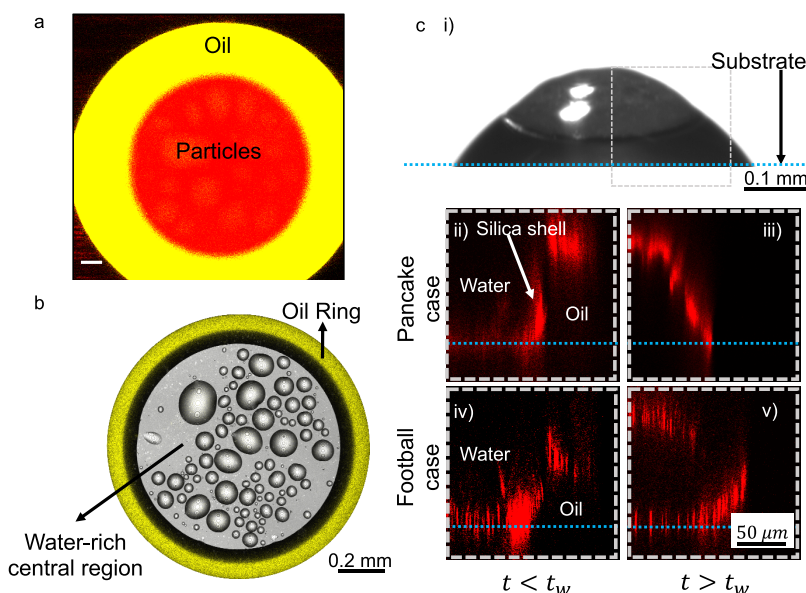 a
Oil
Particles
b
Oil Ring
Water-rich
central region
0.2 mm
c i)
Substrate
0.1 mm
Pancake
case
ii)
Silica shell
Water
Oil
iii)
Football
case
iv)
Water
Oil
v)
50 μm
t < t_w
t > t_w